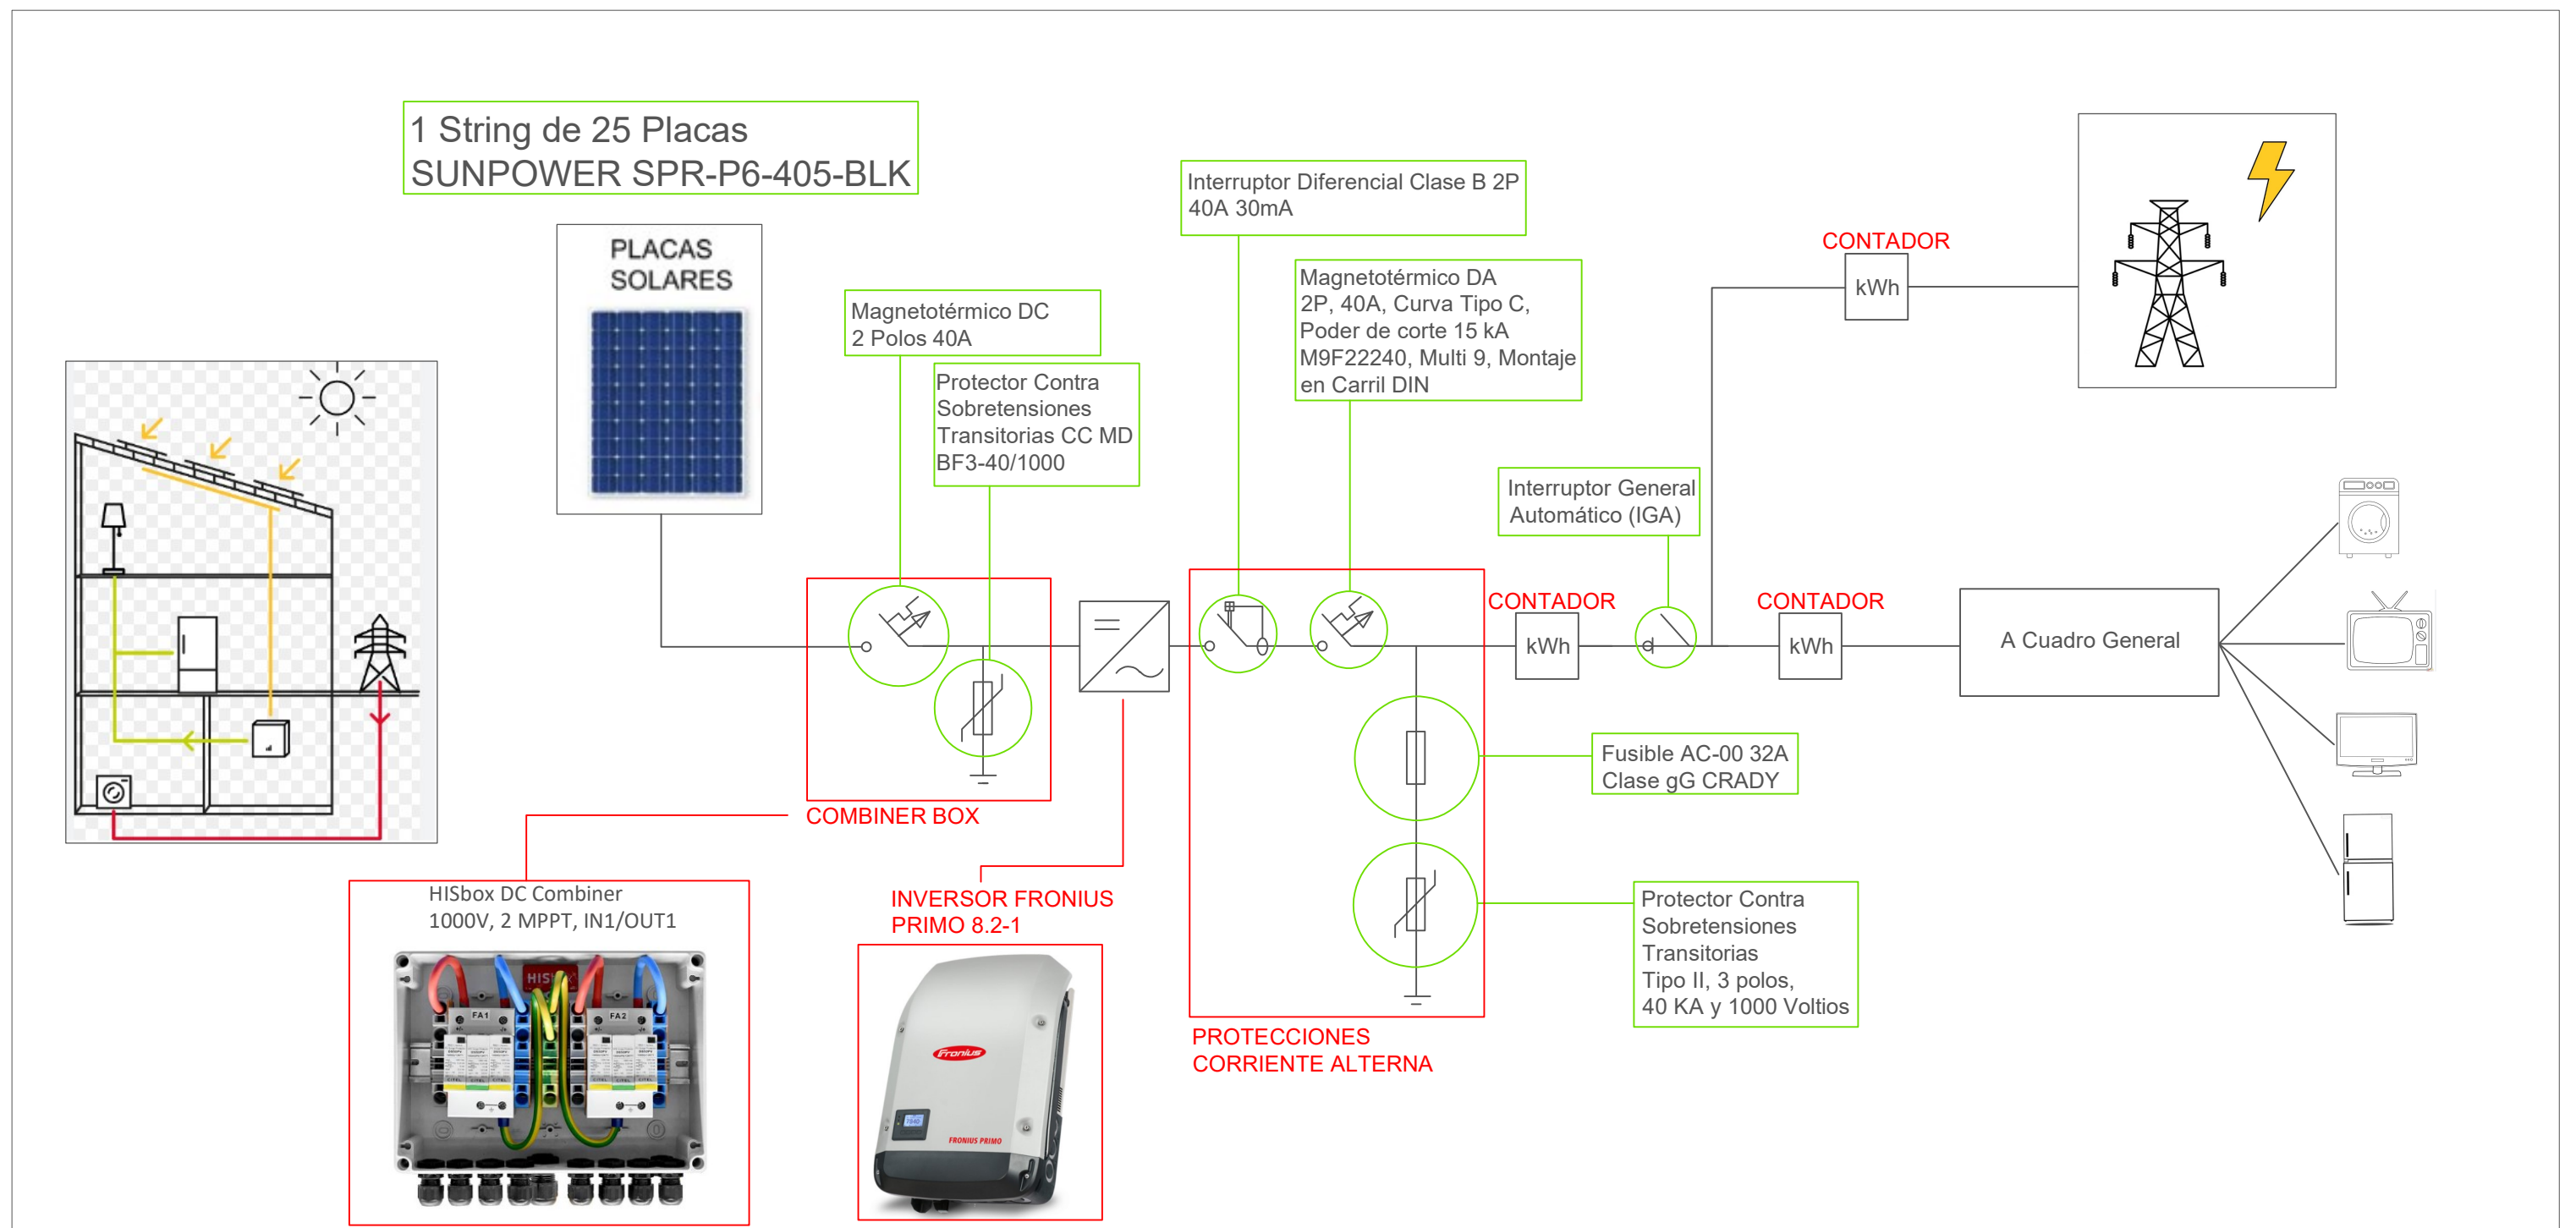 1 String de 25 Placas
SUNPOWER SPR-P6-405-BLK
PLACAS
SOLARES
Magnetotérmico DC
2 Polos 40A
Protector Contra
Sobretensiones
Transitorias CC MD
BF3-40/1000
Interruptor Diferencial Clase B 2P
40A 30mA
Magnetotérmico DA
2P, 40A, Curva Tipo C,
Poder de corte 15 kA
M9F22240, Multi 9, Montaje
en Carril DIN
Interruptor General
Automático (IGA)
CONTADOR
kWh
CONTADOR
kWh
CONTADOR
kWh
A Cuadro General
Fusible AC-00 32A
Clase gG CRADY
Protector Contra
Sobretensiones
Transitorias
Tipo II, 3 polos,
40 KA y 1000 Voltios
COMBINER BOX
PROTECCIONES
CORRIENTE ALTERNA
HISbox DC Combiner
1000V, 2 MPPT, IN1/OUT1
FA1
FA2
INVERSOR FRONIUS
PRIMO 8.2-1
Fronius
FRONIUS PRIMO